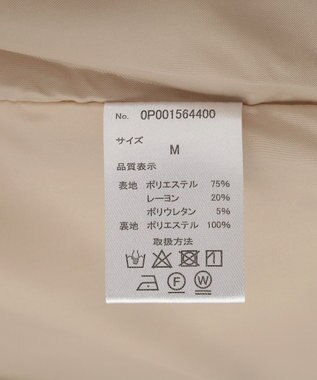 No. 0P001564400
サイズ
M
品質表示
表地 ポリエステル 75%
レーヨン 20%
ポリウレタン 5%
裏地 ポリエステル 100%
取扱方法
F W